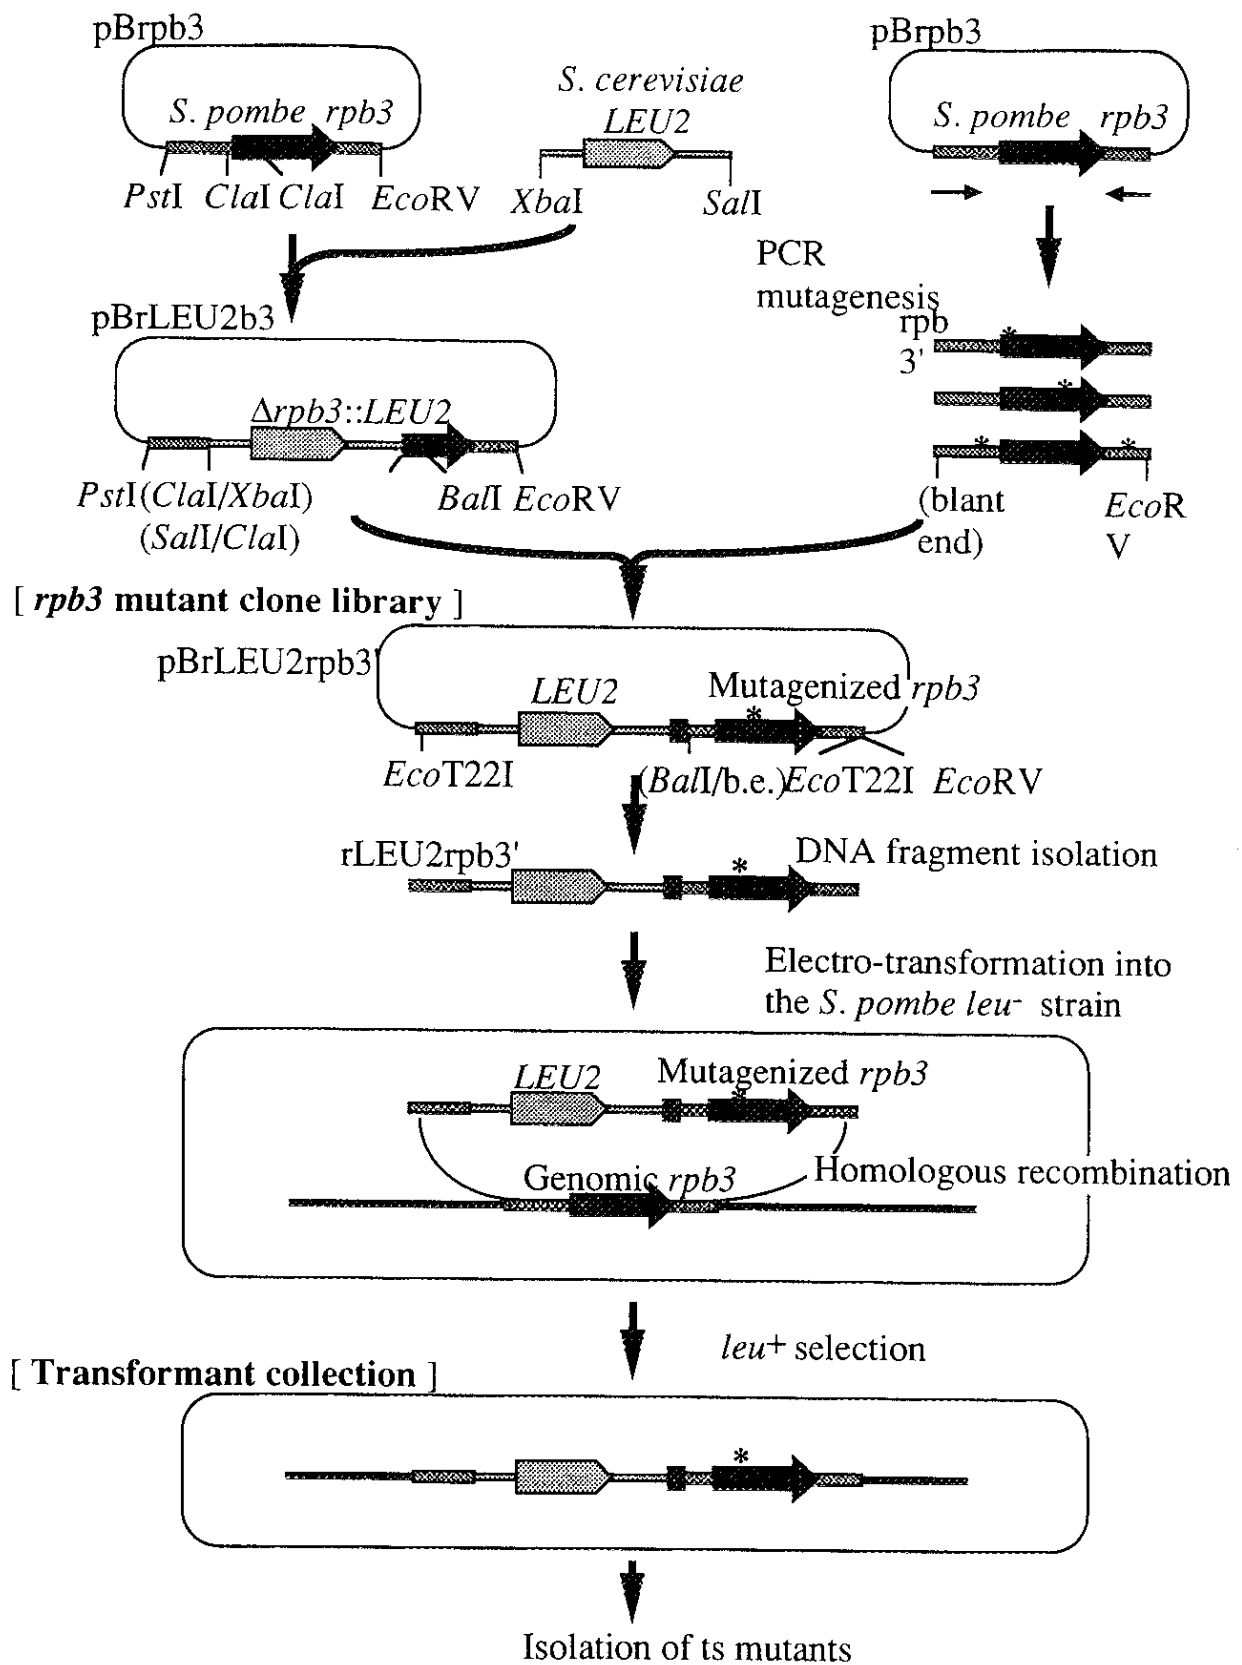 pBrpb3
S. pombe rpb3
PstI ClaI ClaI EcoRV
S. cerevisiae
LEU2
XbaI SalI
pBrpb3
S. pombe rpb3
PCR
mutagenesis
rpb
3'
* * * *
(blant
end)
EcoR
V
pBrLEU2b3
Δrpb3::LEU2
PstI (ClaI/XbaI) BalI EcoRV
(SalI/ClaI)
[ rpb3 mutant clone library ]
pBrLEU2rpb3'
LEU2 Mutagenized rpb3
*
EcoT22I (BalI/b.e.) EcoT22I EcoRV
rLEU2rpb3' * DNA fragment isolation
Electro-transformation into
the S. pombe leu- strain
LEU2 Mutagenized rpb3
*
Genomic rpb3 Homologous recombination
leu+ selection
[ Transformant collection ]
*
Isolation of ts mutants